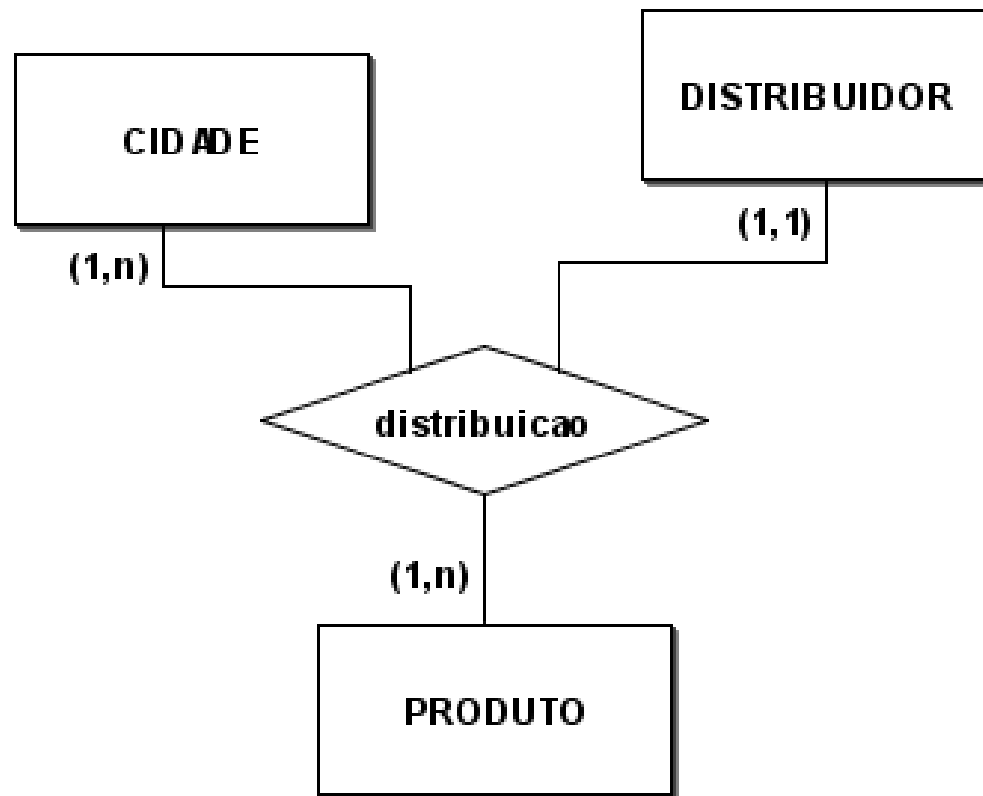 CIDADE
DISTRIBUIDOR
(1,n)
(1,1)
distribuicao
(1,n)
PRODUTO